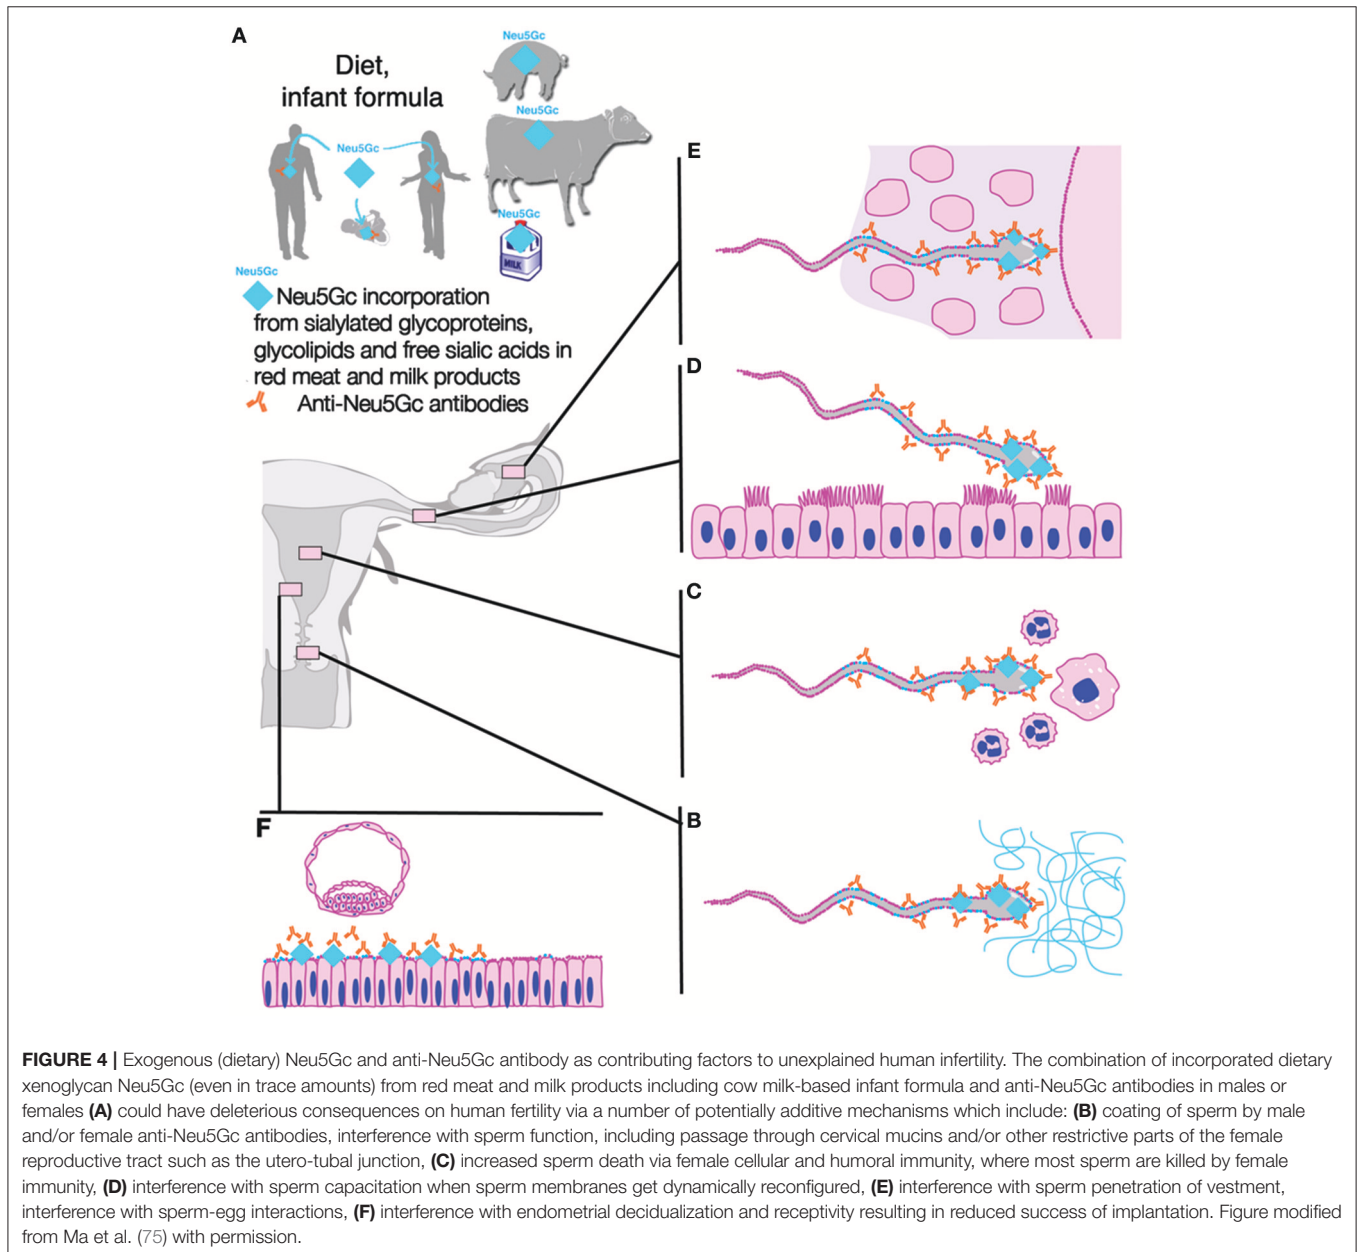 A
Diet,
infant formula
Neu5Gc
Neu5Gc
Neu5Gc
Neu5Gc
MILK
Neu5Gc
Neu5Gc incorporation
from sialylated glycoproteins,
glycolipids and free sialic acids in
red meat and milk products
Anti-Neu5Gc antibodies
E
D
C
B
F
FIGURE 4 | Exogenous (dietary) Neu5Gc and anti-Neu5Gc antibody as contributing factors to unexplained human infertility. The combination of incorporated dietary
xenoglycan Neu5Gc (even in trace amounts) from red meat and milk products including cow milk-based infant formula and anti-Neu5Gc antibodies in males or
females (A) could have deleterious consequences on human fertility via a number of potentially additive mechanisms which include: (B) coating of sperm by male
and/or female anti-Neu5Gc antibodies, interference with sperm function, including passage through cervical mucins and/or other restrictive parts of the female
reproductive tract such as the utero-tubal junction, (C) increased sperm death via female cellular and humoral immunity, where most sperm are killed by female
immunity, (D) interference with sperm capacitation when sperm membranes get dynamically reconfigured, (E) interference with sperm penetration of vestment,
interference with sperm-egg interactions, (F) interference with endometrial decidualization and receptivity resulting in reduced success of implantation. Figure modified
from Ma et al. (75) with permission.